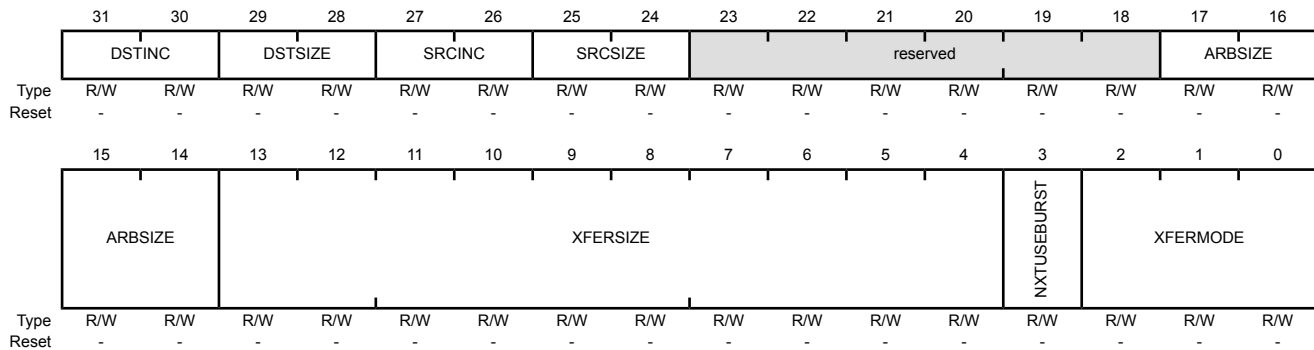 31 30 29 28 27 26 25 24 23 22 21 20 19 18 17 16
DSTINC DSTSIZE SRCINC SRCSIZE reserved ARBSIZE
Type R/W R/W R/W R/W R/W R/W R/W R/W R/W R/W R/W R/W R/W R/W R/W R/W
Reset - - - - - - - - - - - - - - - -
15 14 13 12 11 10 9 8 7 6 5 4 3 2 1 0
ARBSIZE XFERSIZE NXTUSEBURST XFERMODE
Type R/W R/W R/W R/W R/W R/W R/W R/W R/W R/W R/W R/W R/W R/W R/W R/W
Reset - - - - - - - - - - - - - - - -